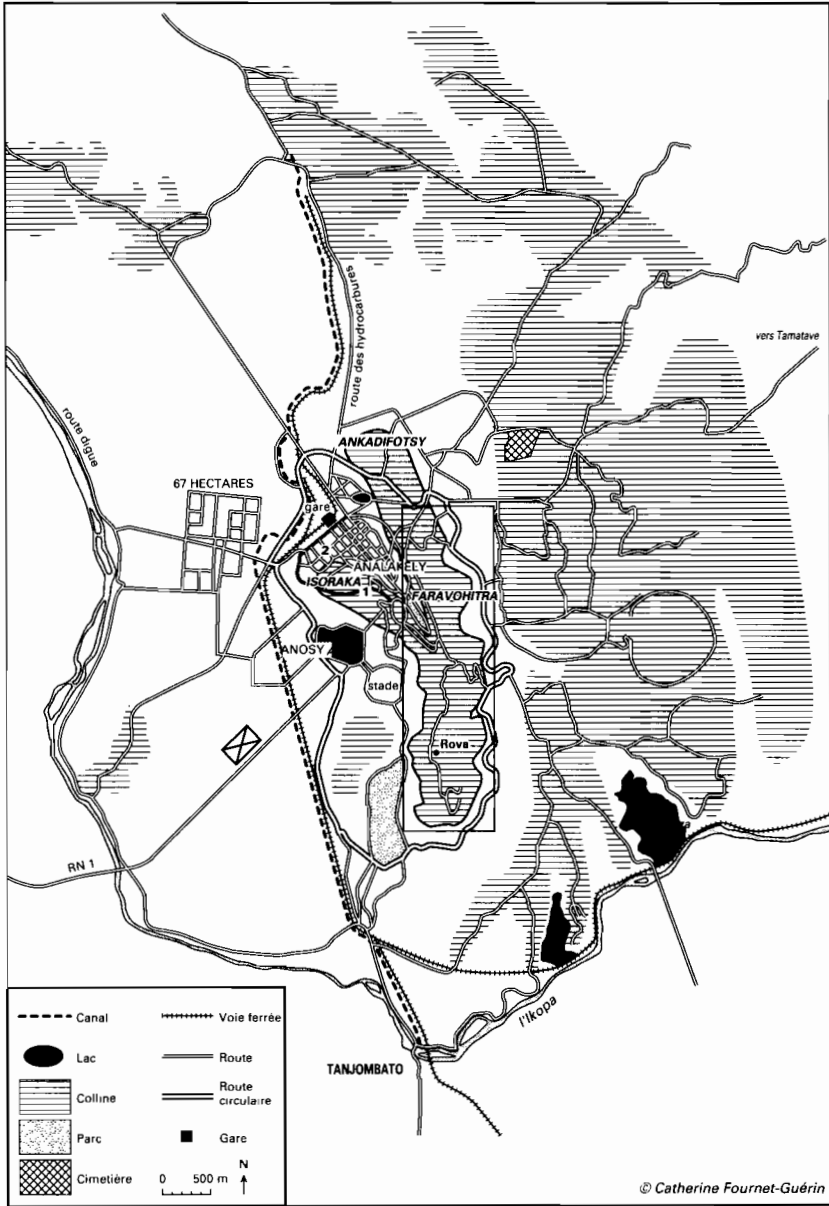 vers Tamatave
route des hydrocarbures
route digue
ANKADIFOTSY
67 HECTARES
gare
2
ANALAKELY
ISORAKA
1
FARAVOHITRA
ANOSY
stade
Rova
RN 1
l'Ikopa
TANJOMBATO
Canal
Voie ferrée
Lac
Route
Colline
Route
circulaire
Parc
Gare
Cimetière
0 500 m
N
© Catherine Fournet-Guérin